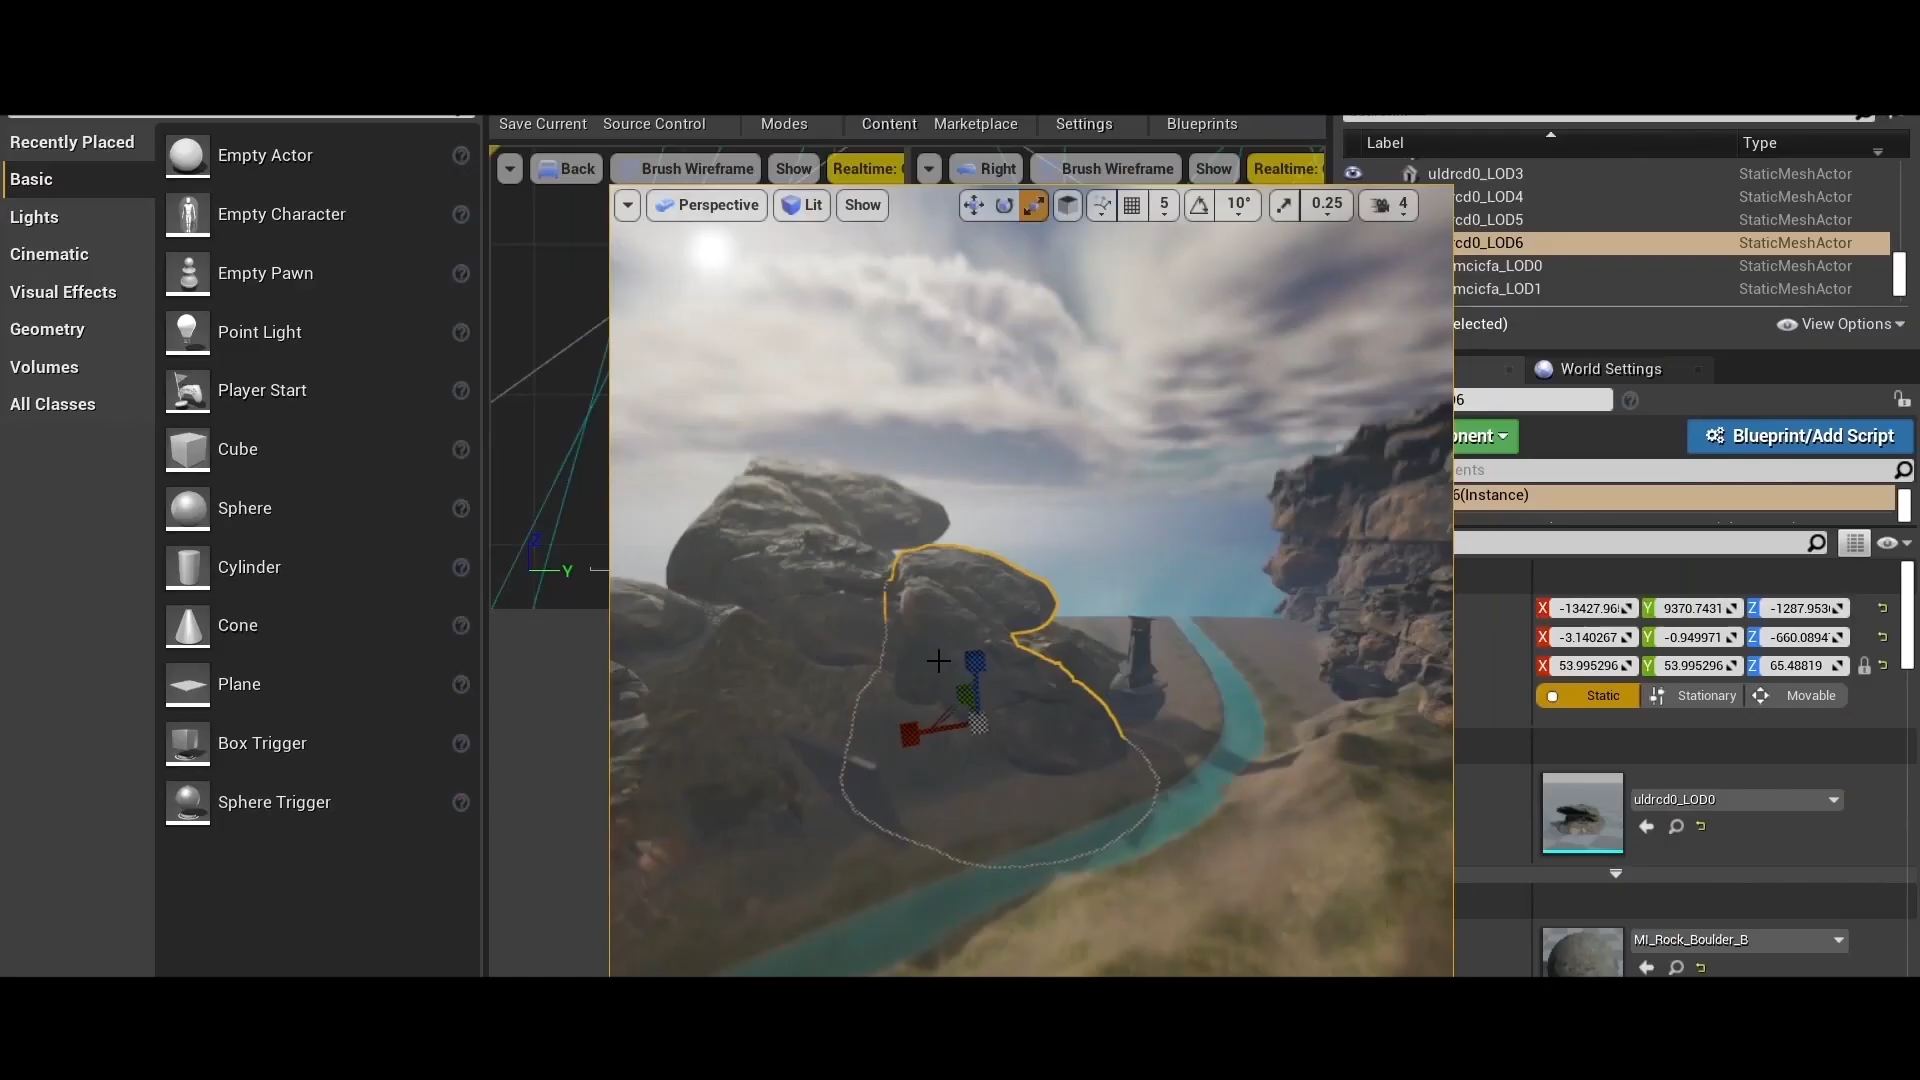 Save Current Source Control Modes Content Marketplace Settings Blueprints
Recently Placed
Basic
Lights
Cinematic
Visual Effects
Geometry
Volumes
All Classes
Empty Actor
Empty Character
Empty Pawn
Point Light
Player Start
Cube
Sphere
Cylinder
Cone
Plane
Box Trigger
Sphere Trigger
Back Brush Wireframe Show Realtime: Right Brush Wireframe Show Realtime:
Perspective Lit Show 5 10° 0.25 4
Z
Y
Label Type
uldrcd0_LOD3 StaticMeshActor
rcd0_LOD4 StaticMeshActor
rcd0_LOD5 StaticMeshActor
rcd0_LOD6 StaticMeshActor
mcicfa_LOD0 StaticMeshActor
mcicfa_LOD1 StaticMeshActor
elected) View Options
World Settings
6
nent Blueprint/Add Script
ents
6(Instance)
X -13427.96 Y 9370.7431 Z -1287.953
X -3.140267 Y -0.949971 Z -660.0894
X 53.995296 Y 53.995296 Z 65.48819
Static Stationary Movable
uldrcd0_LOD0
MI_Rock_Boulder_B